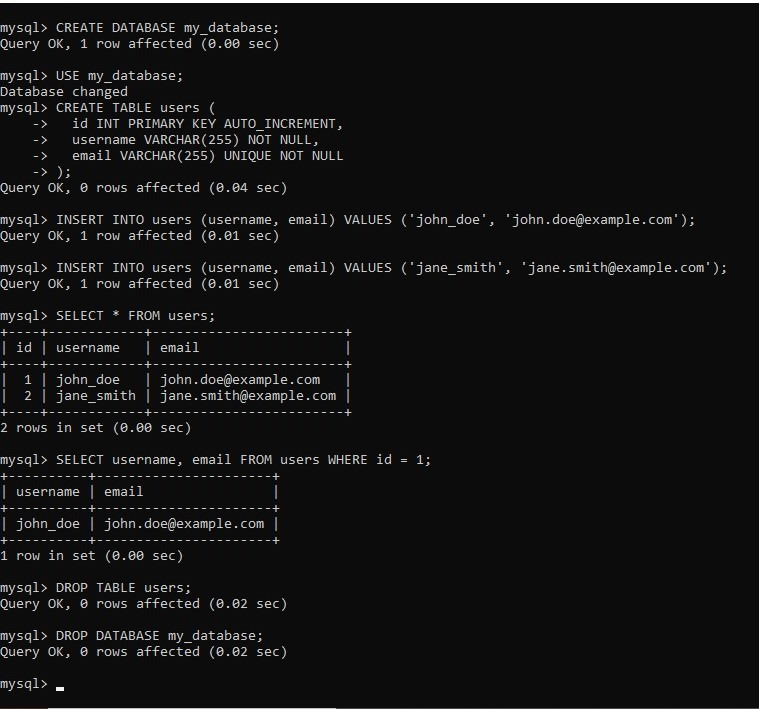 mysql> CREATE DATABASE my_database;
Query OK, 1 row affected (0.00 sec)

mysql> USE my_database;
Database changed
mysql> CREATE TABLE users (
    ->   id INT PRIMARY KEY AUTO_INCREMENT,
    ->   username VARCHAR(255) NOT NULL,
    ->   email VARCHAR(255) UNIQUE NOT NULL
    -> );
Query OK, 0 rows affected (0.04 sec)

mysql> INSERT INTO users (username, email) VALUES ('john_doe', 'john.doe@example.com');
Query OK, 1 row affected (0.01 sec)

mysql> INSERT INTO users (username, email) VALUES ('jane_smith', 'jane.smith@example.com');
Query OK, 1 row affected (0.01 sec)

mysql> SELECT * FROM users;
+----+------------+------------------------+
| id | username   | email                  |
+----+------------+------------------------+
|  1 | john_doe   | john.doe@example.com   |
|  2 | jane_smith | jane.smith@example.com |
+----+------------+------------------------+
2 rows in set (0.00 sec)

mysql> SELECT username, email FROM users WHERE id = 1;
+----------+----------------------+
| username | email                |
+----------+----------------------+
| john_doe | john.doe@example.com |
+----------+----------------------+
1 row in set (0.00 sec)

mysql> DROP TABLE users;
Query OK, 0 rows affected (0.02 sec)

mysql> DROP DATABASE my_database;
Query OK, 0 rows affected (0.02 sec)

mysql>